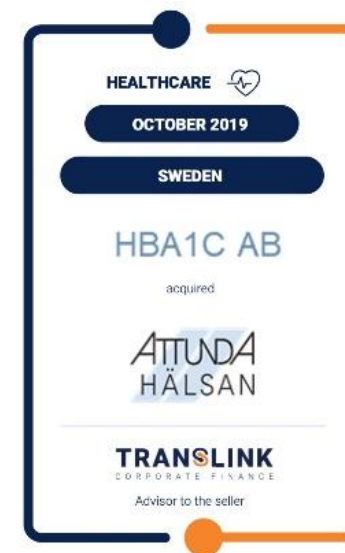 HEALTHCARE
OCTOBER 2019
SWEDEN
HBA1C AB
acquired
ATTUNDA
HÄLSAN
TRANSLINK
CORPORATE FINANCE
Advisor to the seller